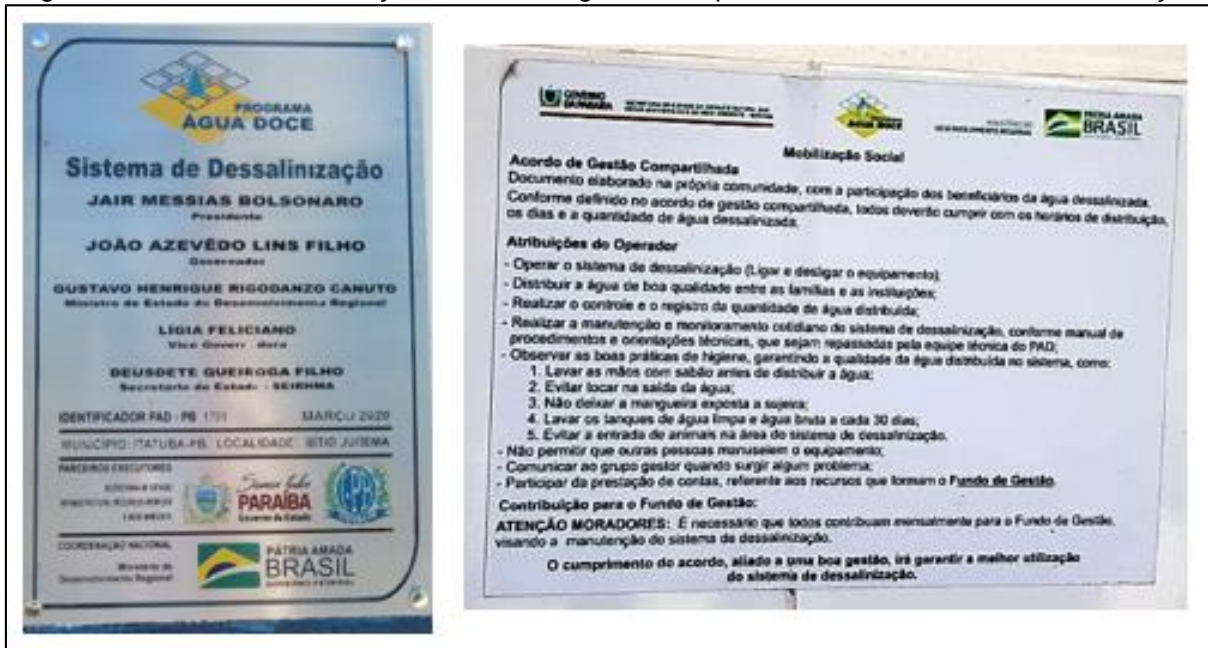 PROGRAMA
ÁGUA DOCE
Sistema de Dessalinização
JAIR MESSIAS BOLSONARO
Presidente
JOÃO AZEVÊDO LINS FILHO
Governador
GUSTAVO HENRIQUE RIGODANZO CANUTO
Ministro de Estado do Desenvolvimento Regional
LÍGIA FELICIANO
Vice Gover dora
DEUSDETE QUEIROGA FILHO
Secretário de Estado - SEIRHMA
IDENTIFICADOR PAD - PB MARÇO 2020
MUNICÍPIO: ITATUBA-PB LOCALIDADE SÍTIO JUREMA
PARCEIROS EXECUTORES
PARAÍBA
Governo do Estado
COORDENAÇÃO NACIONAL
Ministério do
Desenvolvimento Regional
PÁTRIA AMADA
BRASIL
GOVERNO FEDERAL
GOVERNO
DA PARAÍBA
PROGRAMA
ÁGUA DOCE
DESENVOLVIMENTO REGIONAL
PÁTRIA AMADA
BRASIL
Mobilização Social
Acordo de Gestão Compartilhada
Documento elaborado na própria comunidade, com a participação dos beneficiários da água dessalinizada.
Conforme definido no acordo de gestão compartilhada, todos deverão cumprir com os horários de distribuição,
os dias e a quantidade de água dessalinizada.
Atribuições do Operador
- Operar o sistema de dessalinização (Ligar e desligar o equipamento);
- Distribuir a água de boa qualidade entre as famílias e as instituições;
- Realizar o controle e o registro da quantidade de água distribuída;
- Realizar a manutenção e monitoramento cotidiano do sistema de dessalinização, conforme manual de
procedimentos e orientações técnicas, que sejam repassadas pela equipe técnica do PAD;
- Observar as boas práticas de higiene, garantindo a qualidade da água distribuída no sistema, como:
1. Lavar as mãos com sabão antes de distribuir a água;
2. Evitar tocar na saída da água;
3. Não deixar a mangueira exposta a sujeira;
4. Lavar os tanques de água limpa e água bruta a cada 30 dias;
5. Evitar a entrada de animais na área do sistema de dessalinização.
- Não permitir que outras pessoas manuseiem o equipamento;
- Comunicar ao grupo gestor quando surgir algum problema;
- Participar da prestação de contas, referente aos recursos que formam o Fundo de Gestão.
Contribuição para o Fundo de Gestão:
ATENÇÃO MORADORES: É necessário que todos contribuam mensalmente para o Fundo de Gestão,
visando a manutenção do sistema de dessalinização.
O cumprimento do acordo, aliado a uma boa gestão, irá garantir a melhor utilização
do sistema de dessalinização.